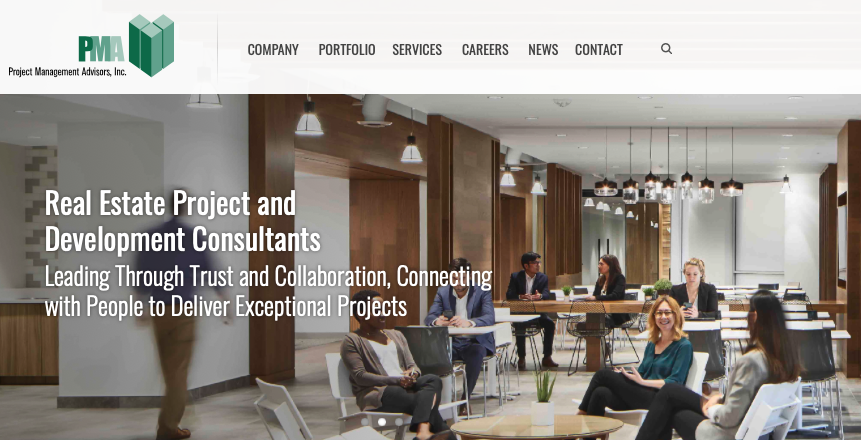 PMA
Project Management Advisors, Inc.
COMPANY PORTFOLIO SERVICES CAREERS NEWS CONTACT
Real Estate Project and
Development Consultants
Leading Through Trust and Collaboration, Connecting
with People to Deliver Exceptional Projects